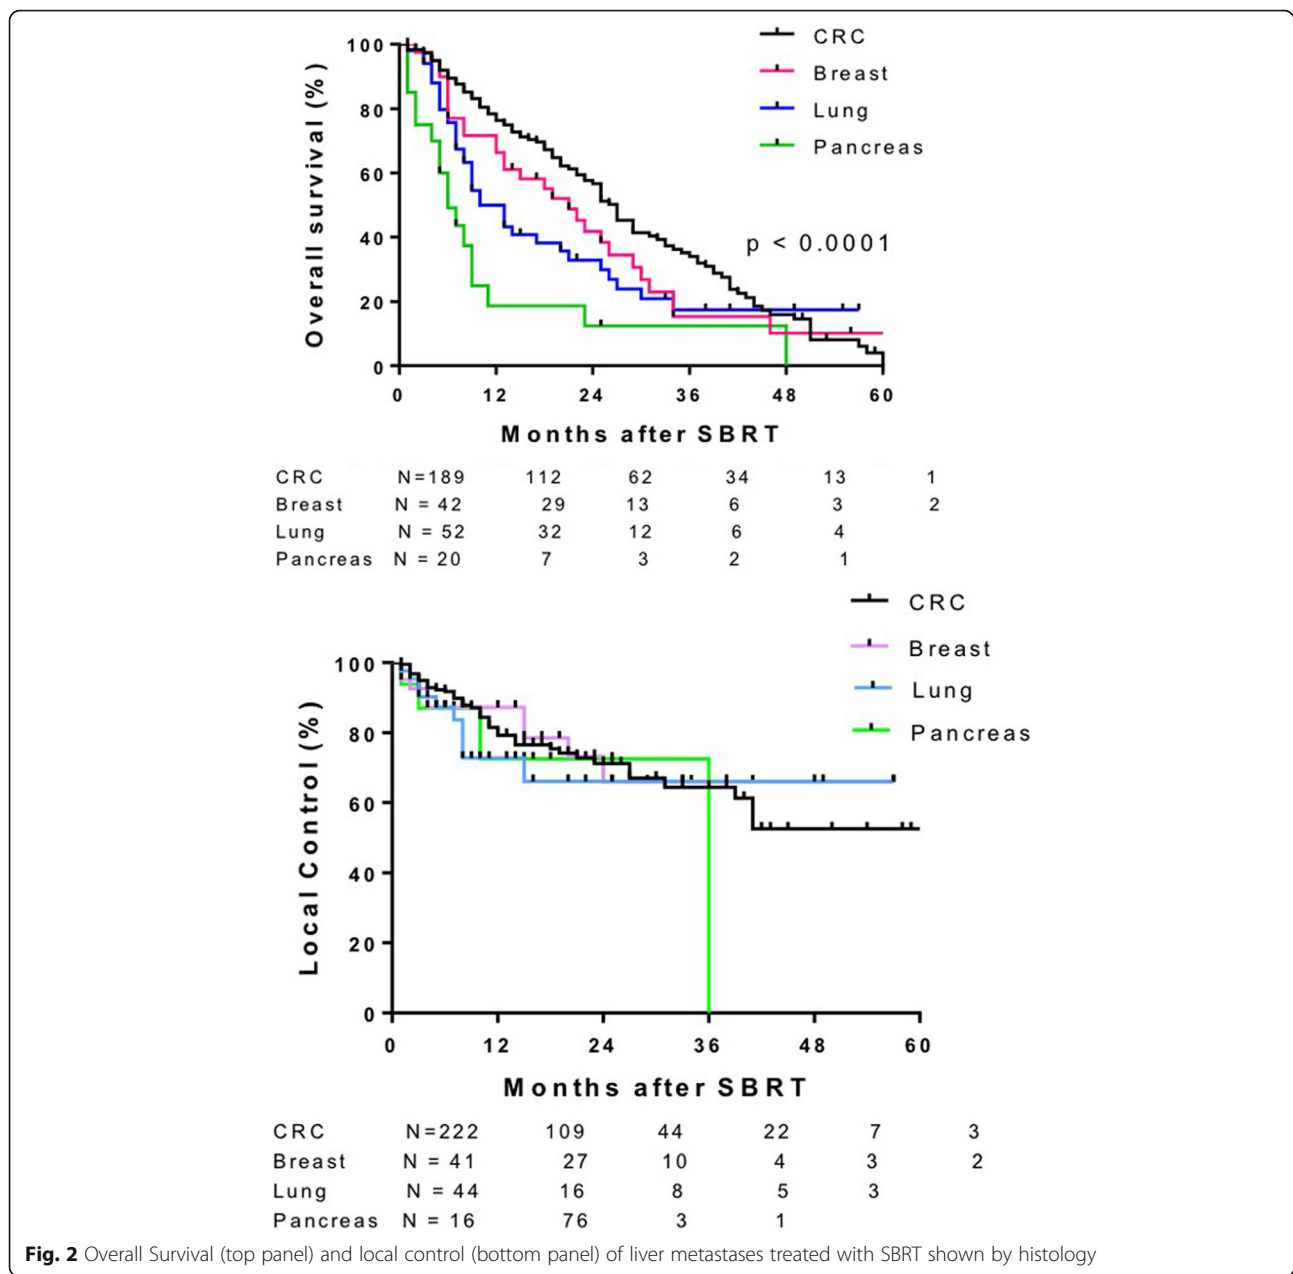 CRC
Breast
Lung
Pancreas
p < 0.0001
Overall survival (%)
100
80
60
40
20
0
0 12 24 36 48 60
Months after SBRT
CRC N=189 112 62 34 13 1
Breast N = 42 29 13 6 3 2
Lung N = 52 32 12 6 4
Pancreas N = 20 7 3 2 1
CRC
Breast
Lung
Pancreas
Local Control (%)
100
80
60
40
20
0
0 12 24 36 48 60
Months after SBRT
CRC N=222 109 44 22 7 3
Breast N = 41 27 10 4 3 2
Lung N = 44 16 8 5 3
Pancreas N = 16 76 3 1
Fig. 2 Overall Survival (top panel) and local control (bottom panel) of liver metastases treated with SBRT shown by histology